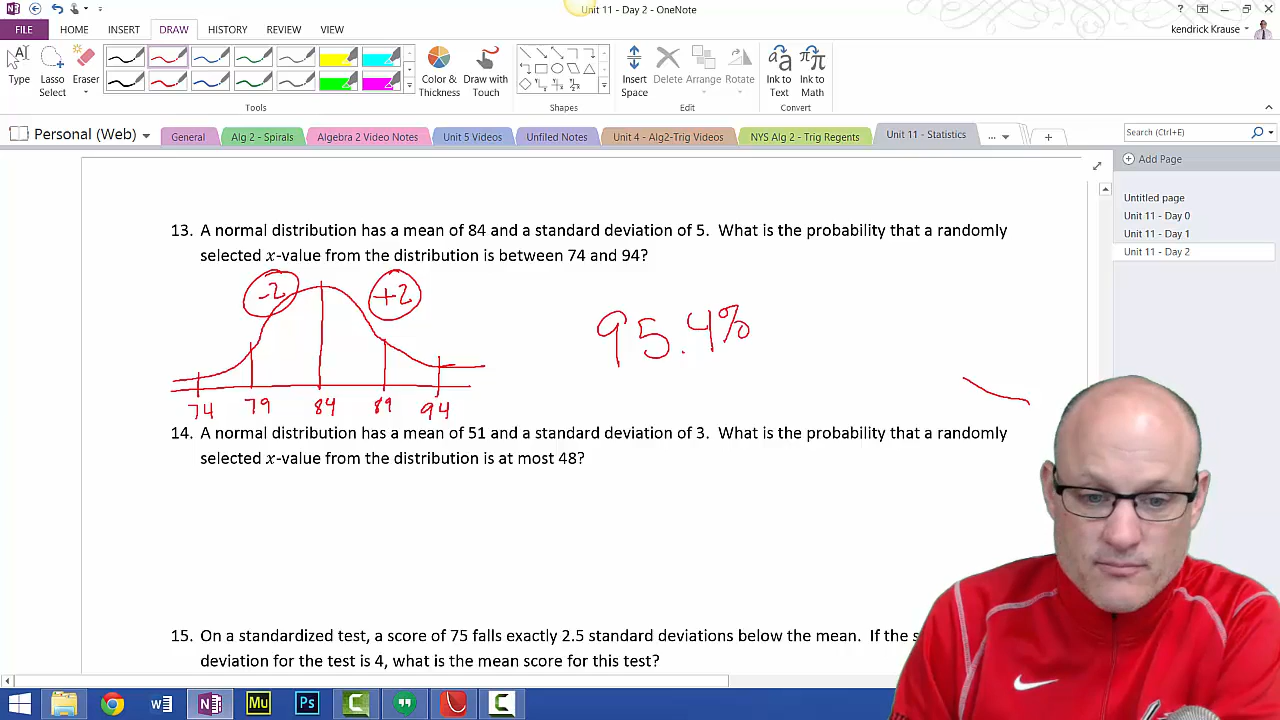 Unit 11 - Day 2 - OneNote
FILE HOME INSERT DRAW HISTORY REVIEW VIEW
kendrick Krause
Type
Lasso Select
Eraser
Color & Thickness
Draw with Touch
Insert Space
Delete
Arrange
Rotate
Ink to Text
Ink to Math
Tools
Shapes
Edit
Convert
Personal (Web)
General
Alg 2 - Spirals
Algebra 2 Video Notes
Unit 5 Videos
Unfiled Notes
Unit 4 - Alg2-Trig Videos
NYS Alg 2 - Trig Regents
Unit 11 - Statistics
...
Search (Ctrl+E)
Add Page
Untitled page
Unit 11 - Day 0
Unit 11 - Day 1
Unit 11 - Day 2
13. A normal distribution has a mean of 84 and a standard deviation of 5. What is the probability that a randomly
selected x-value from the distribution is between 74 and 94?
-2 +2
95.4%
74 79 84 89 94
14. A normal distribution has a mean of 51 and a standard deviation of 3. What is the probability that a randomly
selected x-value from the distribution is at most 48?
15. On a standardized test, a score of 75 falls exactly 2.5 standard deviations below the mean. If the s
deviation for the test is 4, what is the mean score for this test?